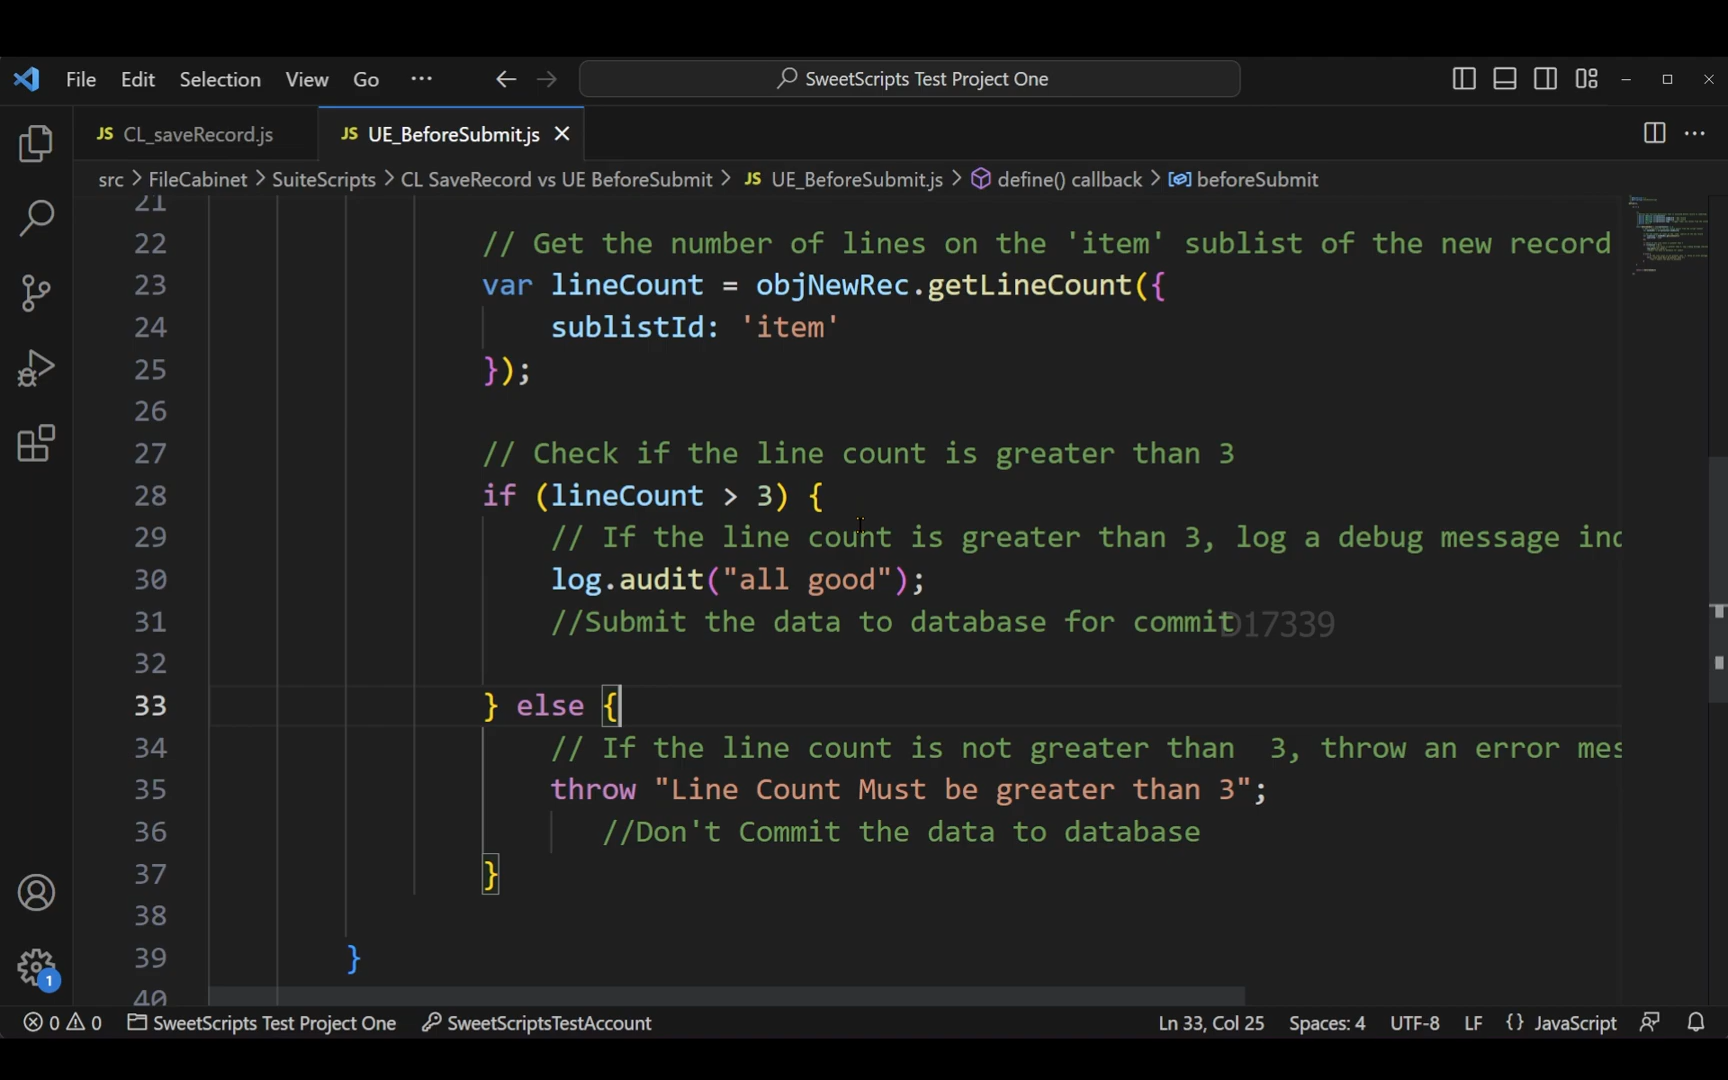 File Edit Selection View Go ··· SweetScripts Test Project One
JS CL_saveRecord.js JS UE_BeforeSubmit.js
src > FileCabinet > SuiteScripts > CL SaveRecord vs UE BeforeSubmit > JS UE_BeforeSubmit.js > define() callback > beforeSubmit
21
22 // Get the number of lines on the 'item' sublist of the new record
23 var lineCount = objNewRec.getLineCount({
24 sublistId: 'item'
25 });
26
27 // Check if the line count is greater than 3
28 if (lineCount > 3) {
29 // If the line count is greater than 3, log a debug message inc
30 log.audit("all good");
31 //Submit the data to database for commit
D17339
32
33 } else {
34 // If the line count is not greater than  3, throw an error mes
35 throw "Line Count Must be greater than 3";
36 //Don't Commit the data to database
37 }
38
39 }
40
1
0 0 SweetScripts Test Project One SweetScriptsTestAccount Ln 33, Col 25 Spaces: 4 UTF-8 LF {} JavaScript